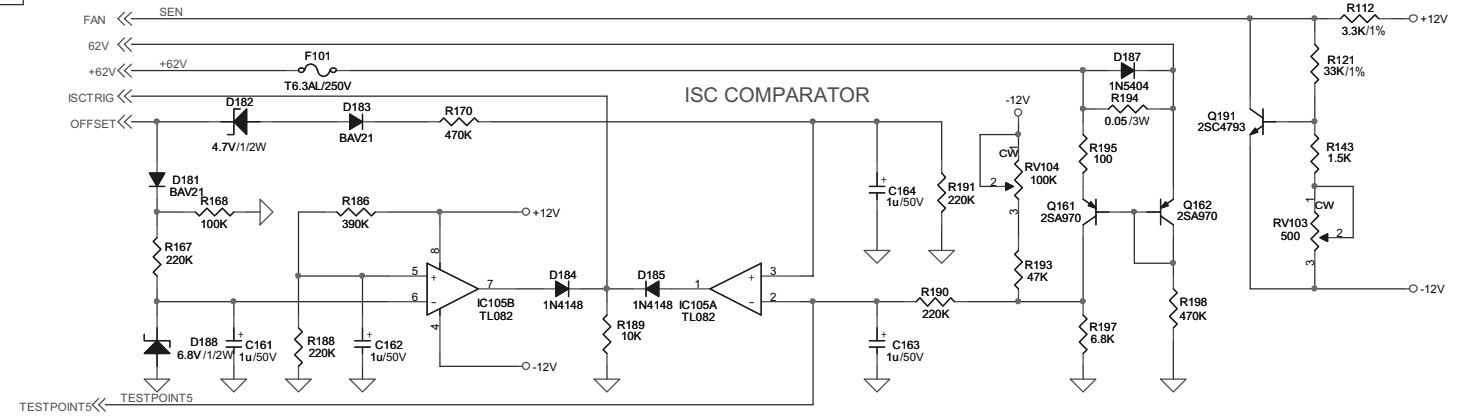 FAN SEN
62V
+62V +62V
ISCTRIG
OFFSET
TESTPOINT5 TESTPOINT5
F101
T6.3AL/250V
D182
4.7V/1/2W
D183
BAV21
R170
470K
ISC COMPARATOR
D181
BAV21
R168
100K
R167
220K
R186
390K
+12V
8
5
+
6
−
7
4
IC105B
TL082
-12V
D188
6.8V/1/2W
C161
1u/50V
+
R188
220K
C162
1u/50V
+
D184
1N4148
D185
1N4148
R189
10K
1
IC105A
TL082
3
+
2
−
C164
1u/50V
+
R191
220K
C163
1u/50V
+
R190
220K
-12V
CW
1
2
3
RV104
100K
R193
47K
D187
1N5404
R194
0.05/3W
R195
100
Q161
2SA970
Q162
2SA970
R197
6.8K
R198
470K
R112
3.3K/1%
+12V
R121
33K/1%
Q191
2SC4793
R143
1.5K
CW
1
2
3
RV103
500
-12V